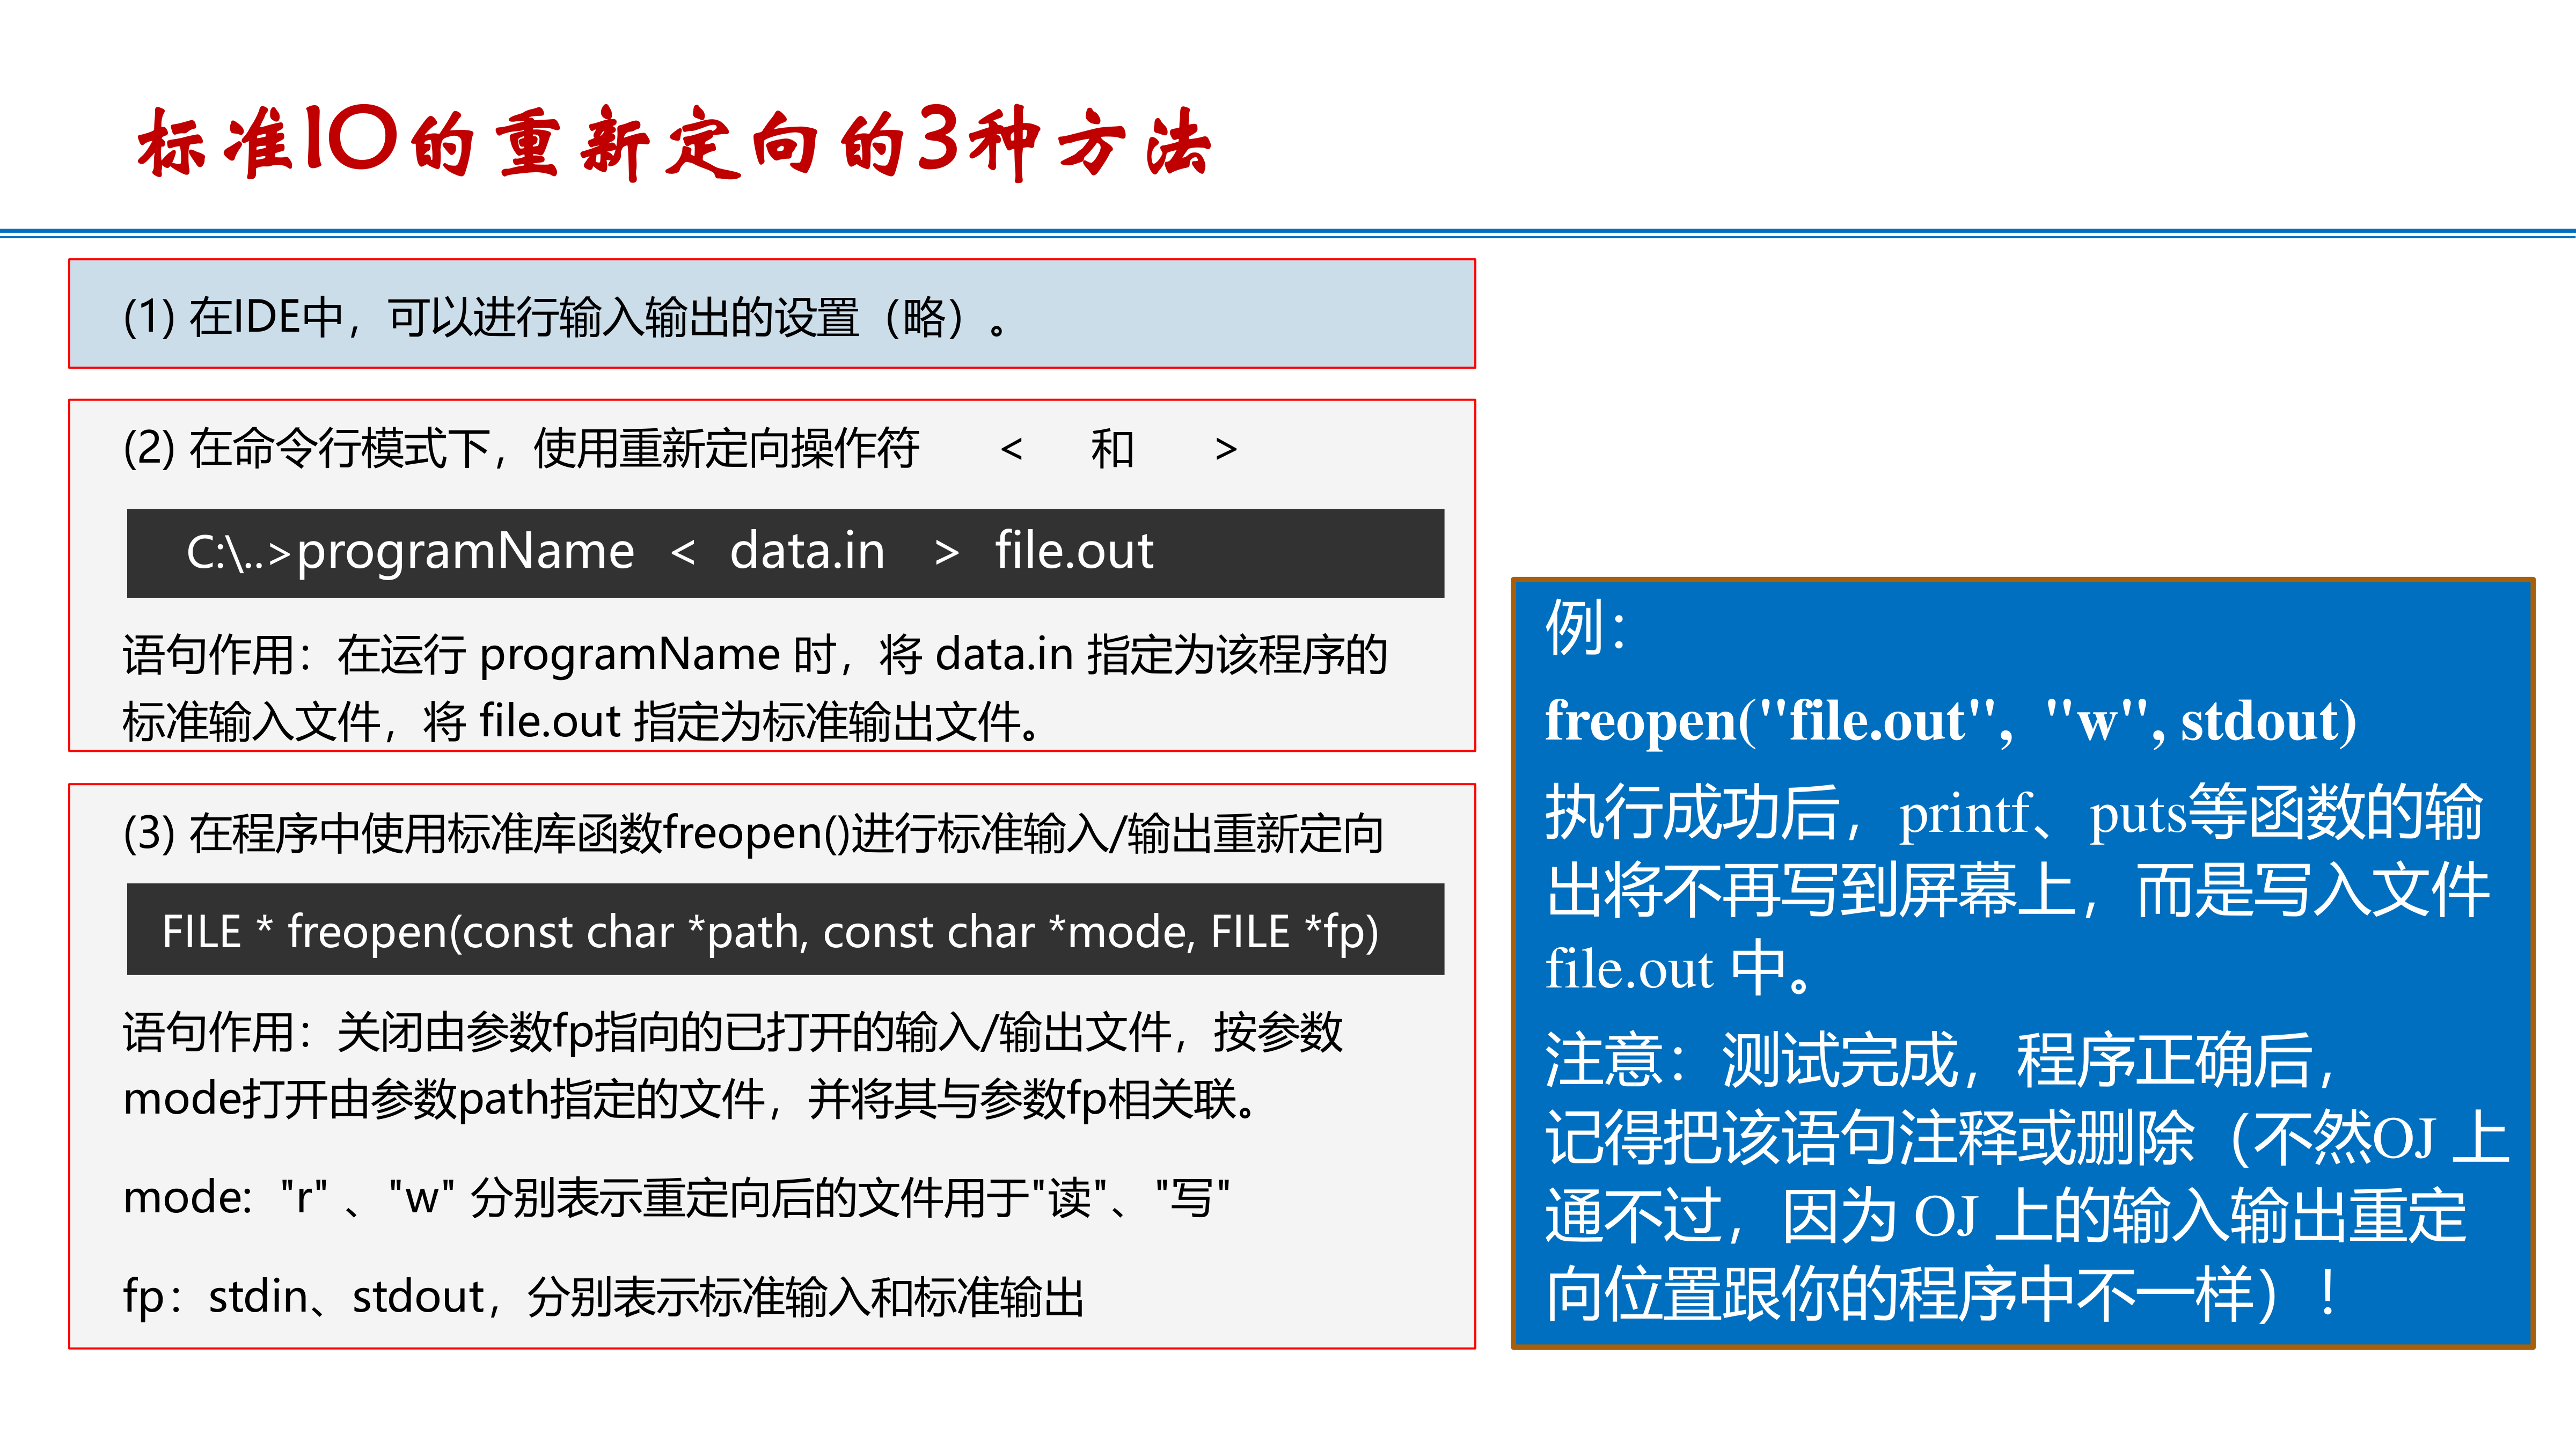 标准IO的重新定向的3种方法
(1) 在IDE中，可以进行输入输出的设置（略）。
(2) 在命令行模式下，使用重新定向操作符 < 和 >
C:\..>programName < data.in > file.out
语句作用：在运行 programName 时，将 data.in 指定为该程序的
标准输入文件，将 file.out 指定为标准输出文件。
(3) 在程序中使用标准库函数freopen()进行标准输入/输出重新定向
FILE * freopen(const char *path, const char *mode, FILE *fp)
语句作用：关闭由参数fp指向的已打开的输入/输出文件，按参数
mode打开由参数path指定的文件，并将其与参数fp相关联。
mode: "r" 、 "w" 分别表示重定向后的文件用于"读"、 "写"
fp：stdin、stdout，分别表示标准输入和标准输出
例：
freopen("file.out", "w", stdout)
执行成功后，printf、puts等函数的输
出将不再写到屏幕上，而是写入文件
file.out 中。
注意：测试完成，程序正确后，
记得把该语句注释或删除（不然OJ 上
通不过，因为 OJ 上的输入输出重定
向位置跟你的程序中不一样）！